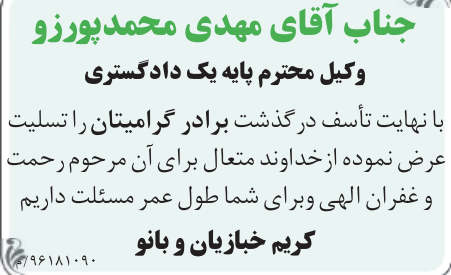 جناب آقای مهدی محمدپورزو
وکیل محترم پایه یک دادگستری
با نهایت تأسف درگذشت برادر گرامیتان را تسلیت
عرض نموده ازخداوند متعال برای آن مرحوم رحمت
و غفران الهی وبرای شما طول عمر مسئلت داریم
کریم خبازیان و بانو
۹۶۱۸۱۰۹۰/م